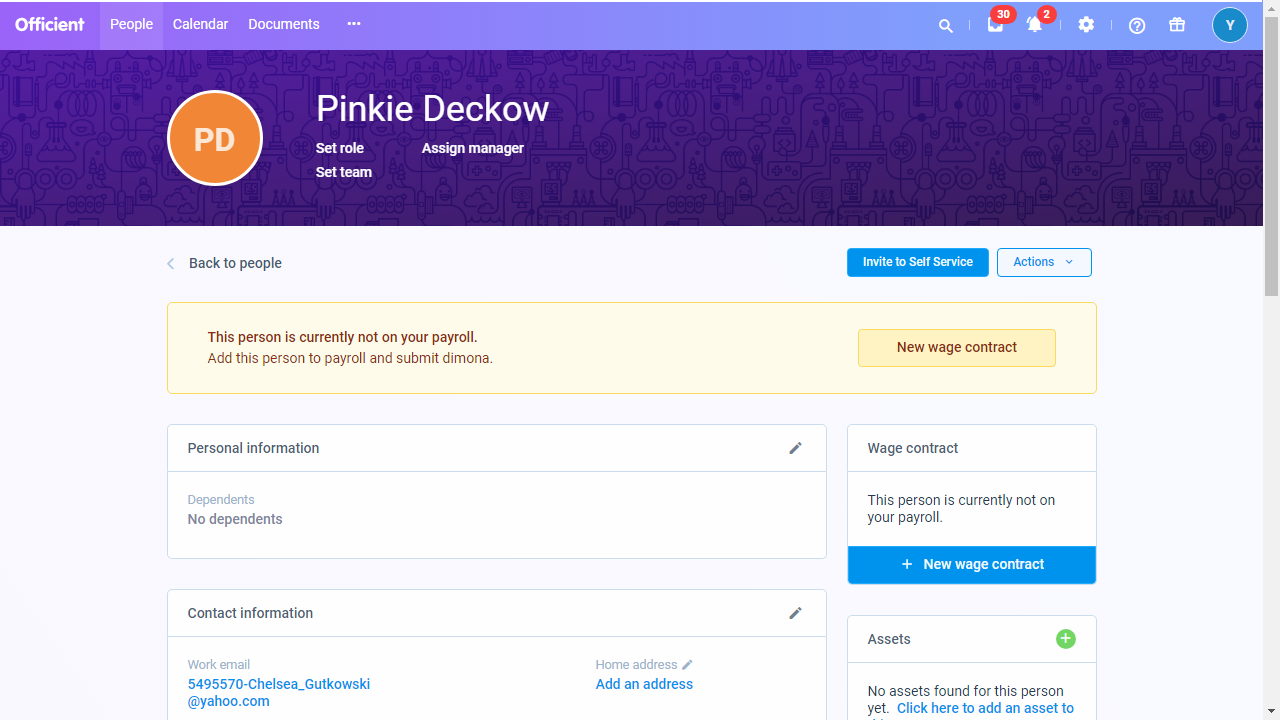 Officient People Calendar Documents ••• 30 2 Y
PD
Pinkie Deckow
Set role Assign manager
Set team
Back to people
Invite to Self Service Actions
This person is currently not on your payroll.
Add this person to payroll and submit dimona.
New wage contract
Personal information
Dependents
No dependents
Contact information
Work email
5495570-Chelsea_Gutkowski
@yahoo.com
Home address
Add an address
Wage contract
This person is currently not on
your payroll.
+ New wage contract
Assets
No assets found for this person
yet. Click here to add an asset to